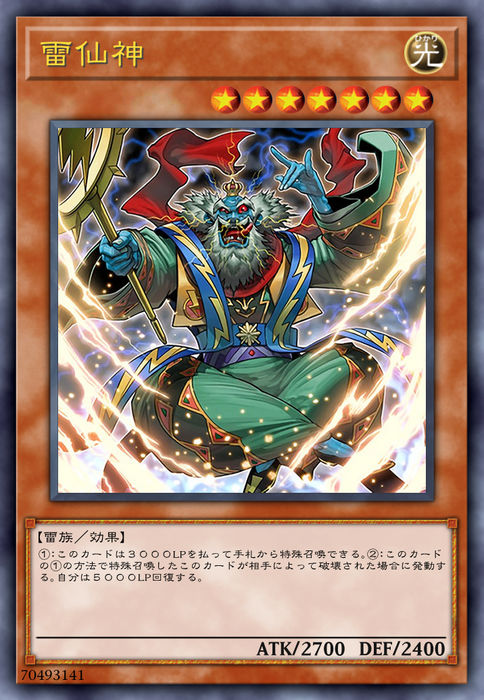 雷仙神
ひかり
光
【雷族／効果】
①:このカードは３０００LPを払って手札から特殊召喚できる。②:このカード
の①の方法で特殊召喚したこのカードが相手によって破壊された場合に発動す
る。自分は５０００LP回復する。
ATK/2700 DEF/2400
70493141